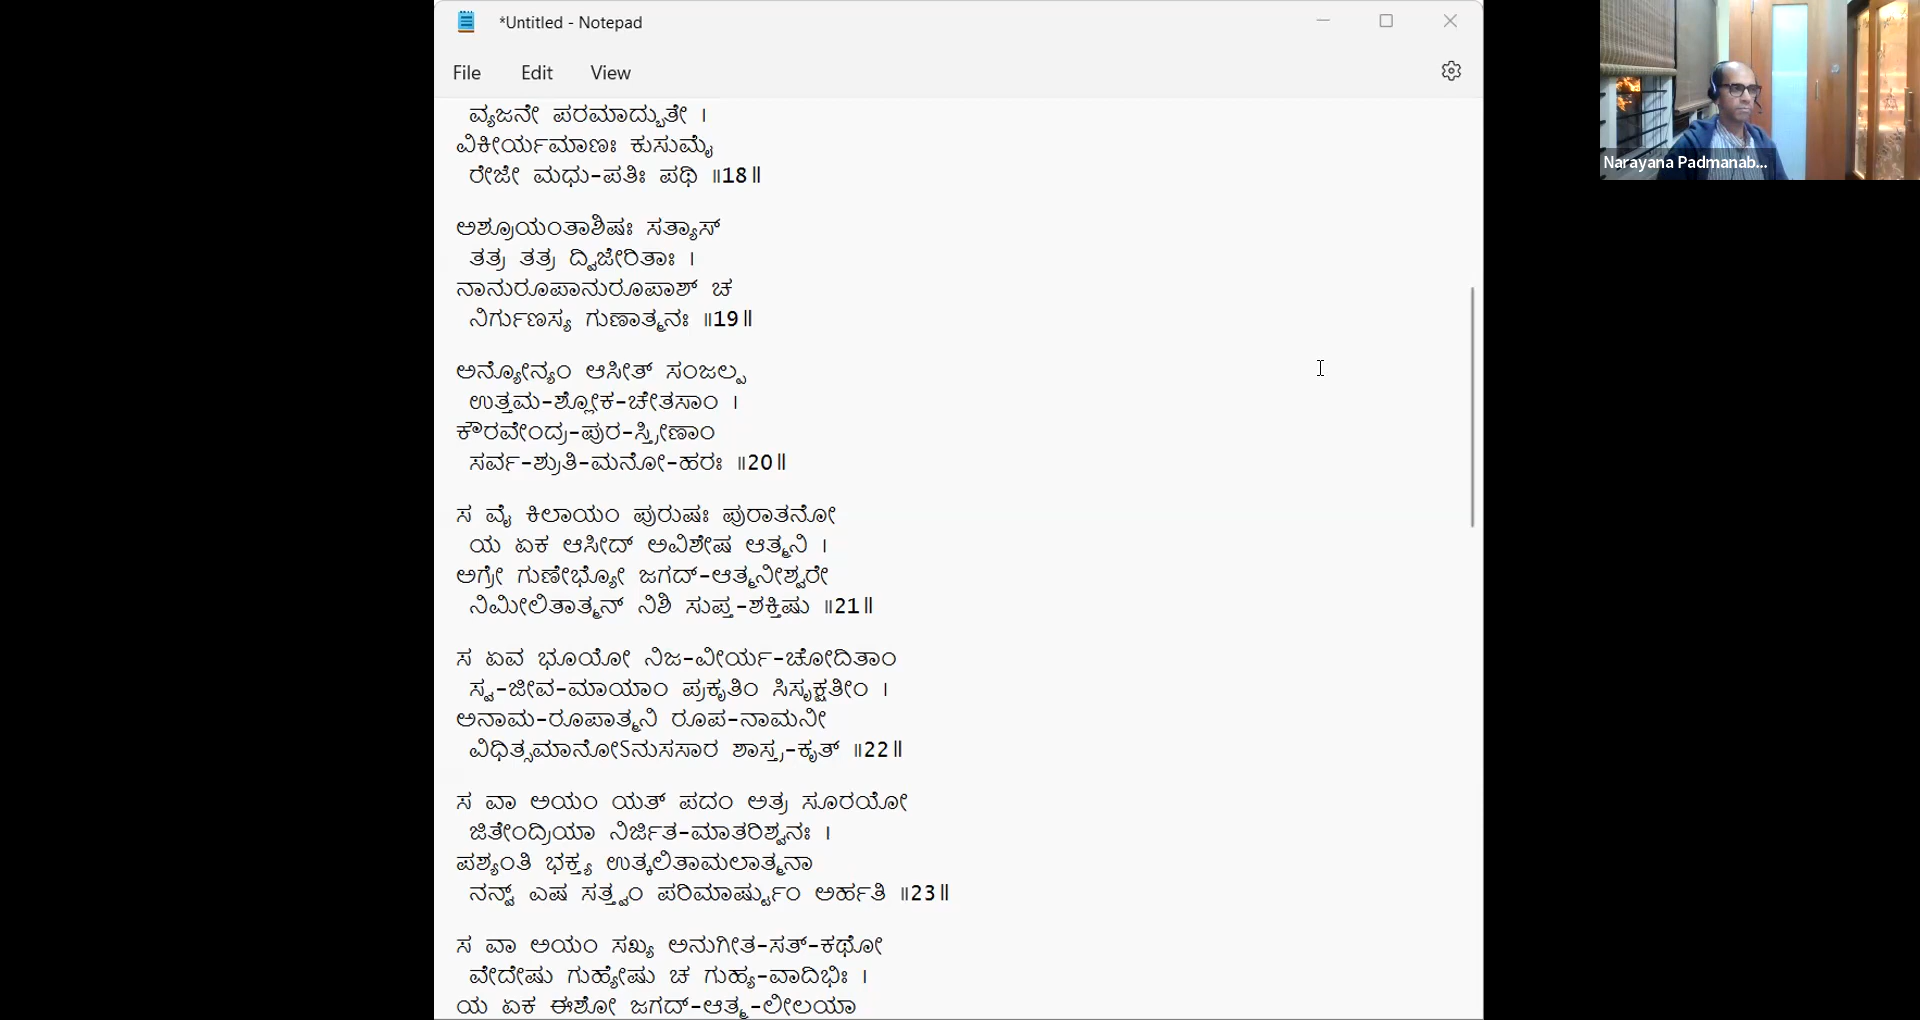 *Untitled - Notepad
File Edit View
ವ್ಯಜನೇ ಪರಮಾದ್ಭುತೇ ।
ವಿಕೀರ್ಯಮಾಣಃ ಕುಸುಮೈ
ರೇಜೇ ಮಧು-ಪತಿಃ ಪಥಿ ॥18॥
ಅಶ್ರೂಯಂತಾಶಿಷಃ ಸತ್ಯಾಸ್
ತತ್ರ ತತ್ರ ದ್ವಿಜೇರಿತಾಃ ।
ನಾನುರೂಪಾನುರೂಪಾಶ್ ಚ
ನಿರ್ಗುಣಸ್ಯ ಗುಣಾತ್ಮನಃ ॥19॥
ಅನ್ಯೋನ್ಯಂ ಆಸೀತ್ ಸಂಜಲ್ಪ
ಉತ್ತಮ-ಶ್ಲೋಕ-ಚೇತಸಾಂ ।
ಕೌರವೇಂದ್ರ-ಪುರ-ಸ್ತ್ರೀಣಾಂ
ಸರ್ವ-ಶ್ರುತಿ-ಮನೋ-ಹರಃ ॥20॥
ಸ ವೈ ಕಿಲಾಯಂ ಪುರುಷಃ ಪುರಾತನೋ
ಯ ಏಕ ಆಸೀದ್ ಅವಿಶೇಷ ಆತ್ಮನಿ ।
ಅಗ್ರೇ ಗುಣೇಭ್ಯೋ ಜಗದ್-ಆತ್ಮನೀಶ್ವರೇ
ನಿಮೀಲಿತಾತ್ಮನ್ ನಿಶಿ ಸುಪ್ತ-ಶಕ್ತಿಷು ॥21॥
ಸ ಏವ ಭೂಯೋ ನಿಜ-ವೀರ್ಯ-ಚೋದಿತಾಂ
ಸ್ವ-ಜೀವ-ಮಾಯಾಂ ಪ್ರಕೃತಿಂ ಸಿಸೃಕ್ಷತೀಂ ।
ಅನಾಮ-ರೂಪಾತ್ಮನಿ ರೂಪ-ನಾಮನೀ
ವಿಧಿತ್ಸಮಾನೋಽನುಸಸಾರ ಶಾಸ್ತ್ರ-ಕೃತ್ ॥22॥
ಸ ವಾ ಅಯಂ ಯತ್ ಪದಂ ಅತ್ರ ಸೂರಯೋ
ಜಿತೇಂದ್ರಿಯಾ ನಿರ್ಜಿತ-ಮಾತರಿಶ್ವನಃ ।
ಪಶ್ಯಂತಿ ಭಕ್ತ್ಯ ಉತ್ಕಲಿತಾಮಲಾತ್ಮನಾ
ನನ್ವ್ ಎಷ ಸತ್ತ್ವಂ ಪರಿಮಾರ್ಷ್ಟುಂ ಅರ್ಹತಿ ॥23॥
ಸ ವಾ ಅಯಂ ಸಖ್ಯ ಅನುಗೀತ-ಸತ್-ಕಥೋ
ವೇದೇಷು ಗುಹ್ಯೇಷು ಚ ಗುಹ್ಯ-ವಾದಿಭಿಃ ।
ಯ ಏಕ ಈಶೋ ಜಗದ್-ಆತ್ಮ-ಲೀಲಯಾ
Narayana Padmanab...